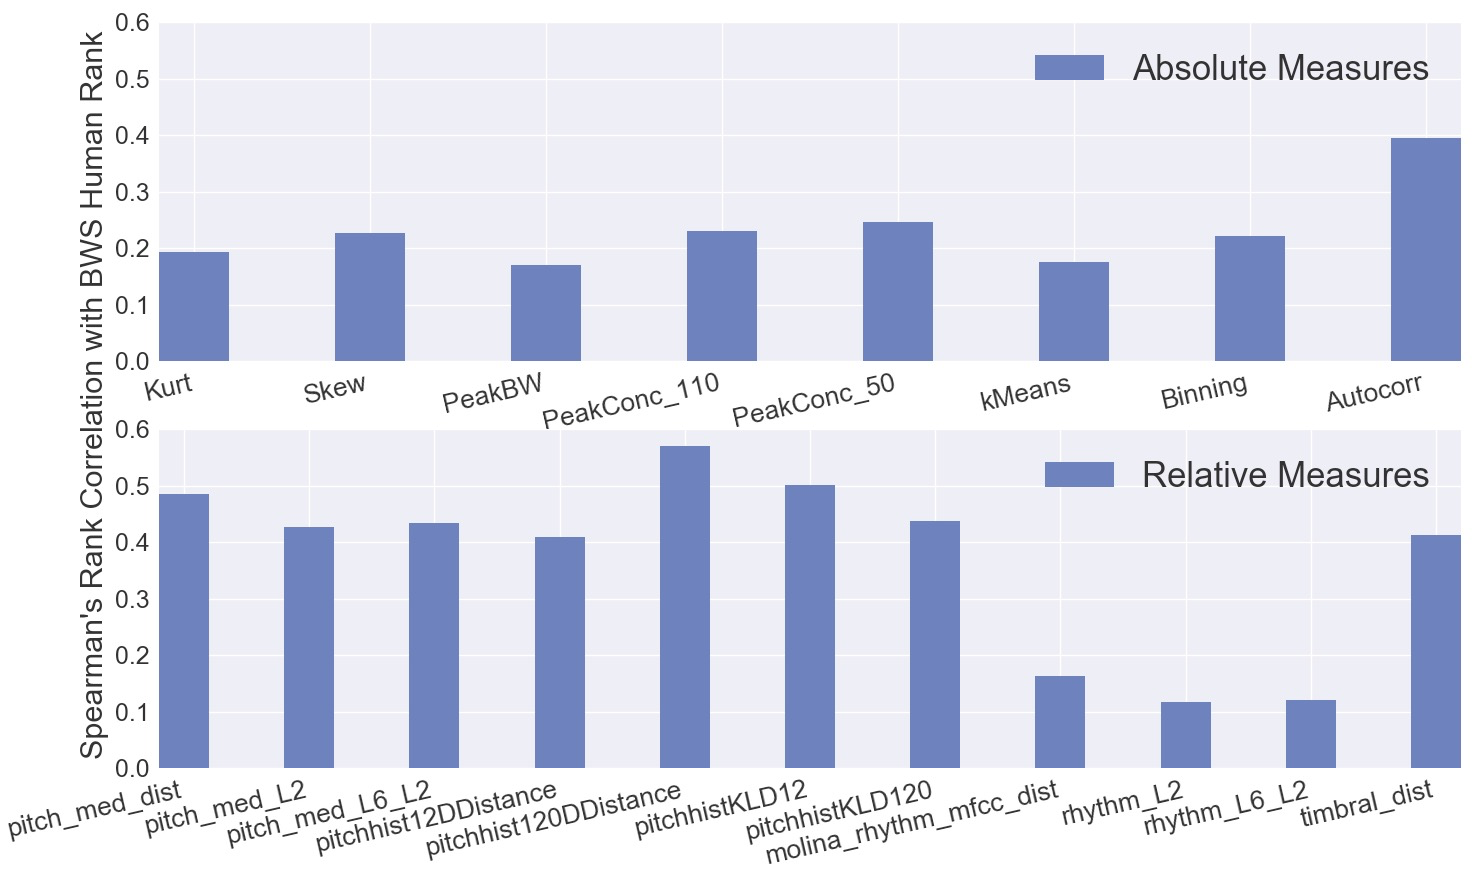 Spearman's Rank Correlation with BWS Human Rank
0.6
0.5
0.4
0.3
0.2
0.1
0.0
Absolute Measures
Kurt
Skew
PeakBW
PeakConc_110
PeakConc_50
kMeans
Binning
Autocorr
0.6
0.5
0.4
0.3
0.2
0.1
0.0
Relative Measures
pitch_med_dist
pitch_med_L2
pitch_med_L6_L2
pitchhist12DDistance
pitchhist120DDistance
pitchhistKLD12
pitchhistKLD120
molina_rhythm_mfcc_dist
rhythm_L2
rhythm_L6_L2
timbral_dist